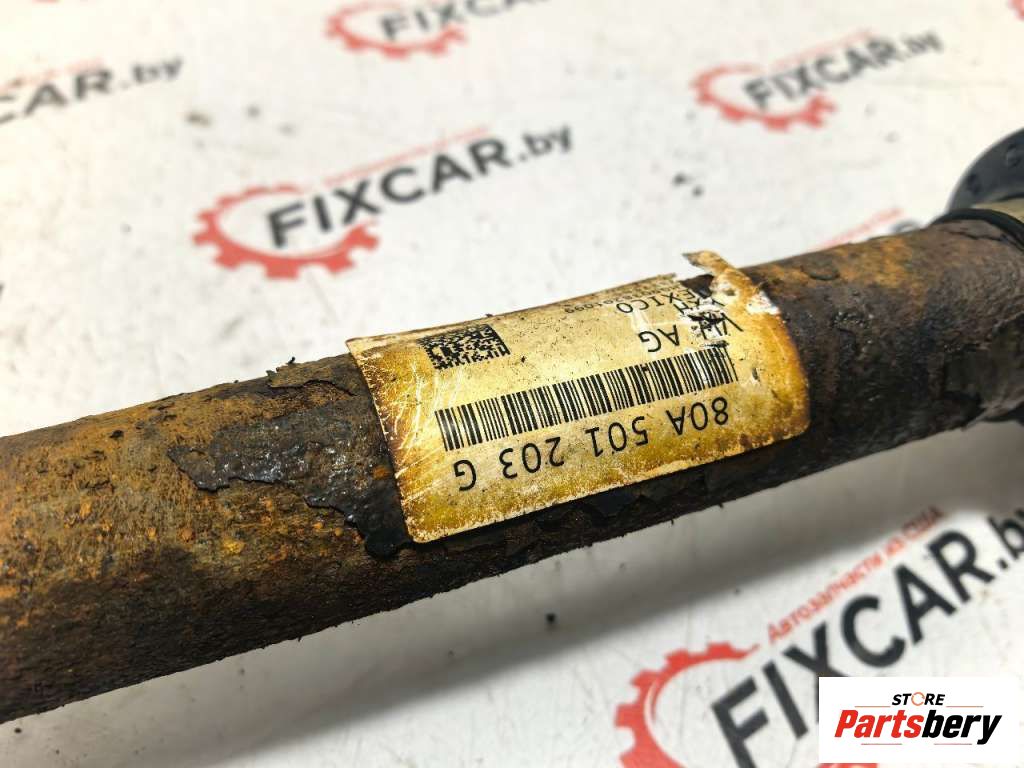 FIXCAR.by
FIXCAR.by
FIXCAR.by
FIXCAR.by
80A 501 203 G
VW AG
MEXICO
Автозапчасти из США
FIXCAR.by
STORE
Partsbery